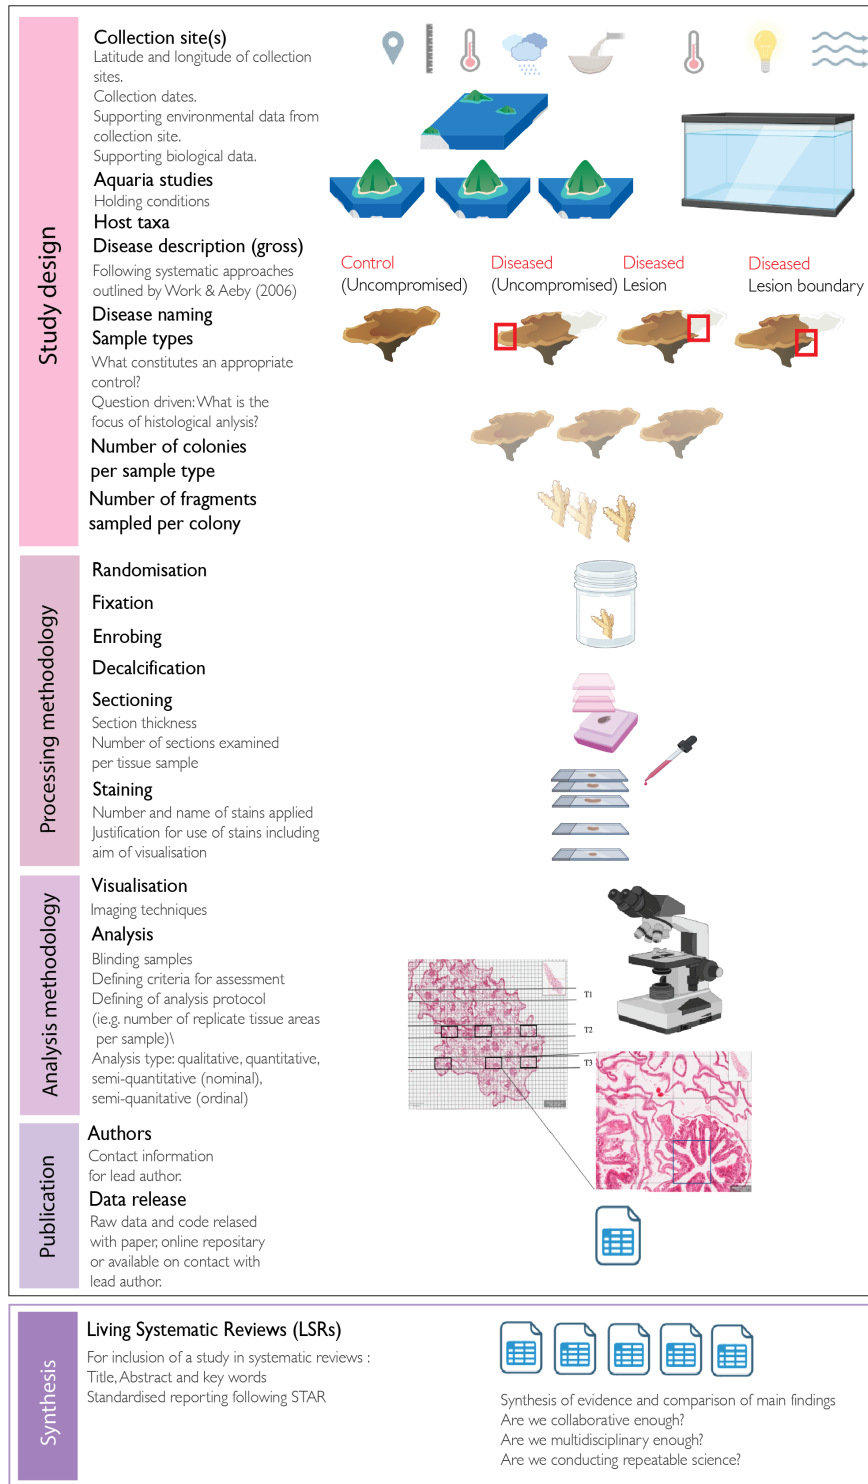 Study design
Collection site(s)
Latitude and longitude of collection
sites.
Collection dates.
Supporting environmental data from
collection site.
Supporting biological data.
Aquaria studies
Holding conditions
Host taxa
Disease description (gross)
Following systematic approaches
outlined by Work & Aeby (2006)
Disease naming
Sample types
What constitutes an appropriate
control?
Question driven: What is the
focus of histological anlysis?
Number of colonies
per sample type
Number of fragments
sampled per colony
Control
(Uncompromised)
Diseased
(Uncompromised)
Diseased
Lesion
Diseased
Lesion boundary
Processing methodology
Randomisation
Fixation
Enrobing
Decalcification
Sectioning
Section thickness
Number of sections examined
per tissue sample
Staining
Number and name of stains applied
Justification for use of stains including
aim of visualisation
Analysis methodology
Visualisation
Imaging techniques
Analysis
Blinding samples
Defining criteria for assessment
Defining of analysis protocol
(ie.g. number of replicate tissue areas
per sample)\
Analysis type: qualitative, quantitative,
semi-quantitative (nominal),
semi-quanitative (ordinal)
T1
T2
T3
Publication
Authors
Contact information
for lead author.
Data release
Raw data and code relased
with paper, online repositary
or available on contact with
lead author.
Synthesis
Living Systematic Reviews (LSRs)
For inclusion of a study in systematic reviews :
Title, Abstract and key words
Standardised reporting following STAR
Synthesis of evidence and comparison of main findings
Are we collaborative enough?
Are we multidisciplinary enough?
Are we conducting repeatable science?